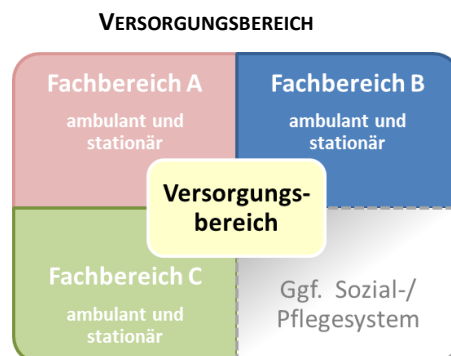 VERSORGUNGSBEREICH
Fachbereich A
ambulant und
stationär
Fachbereich B
ambulant und
stationär
Versorgungs-
bereich
Fachbereich C
ambulant und
stationär
Ggf. Sozial-/
Pflegesystem